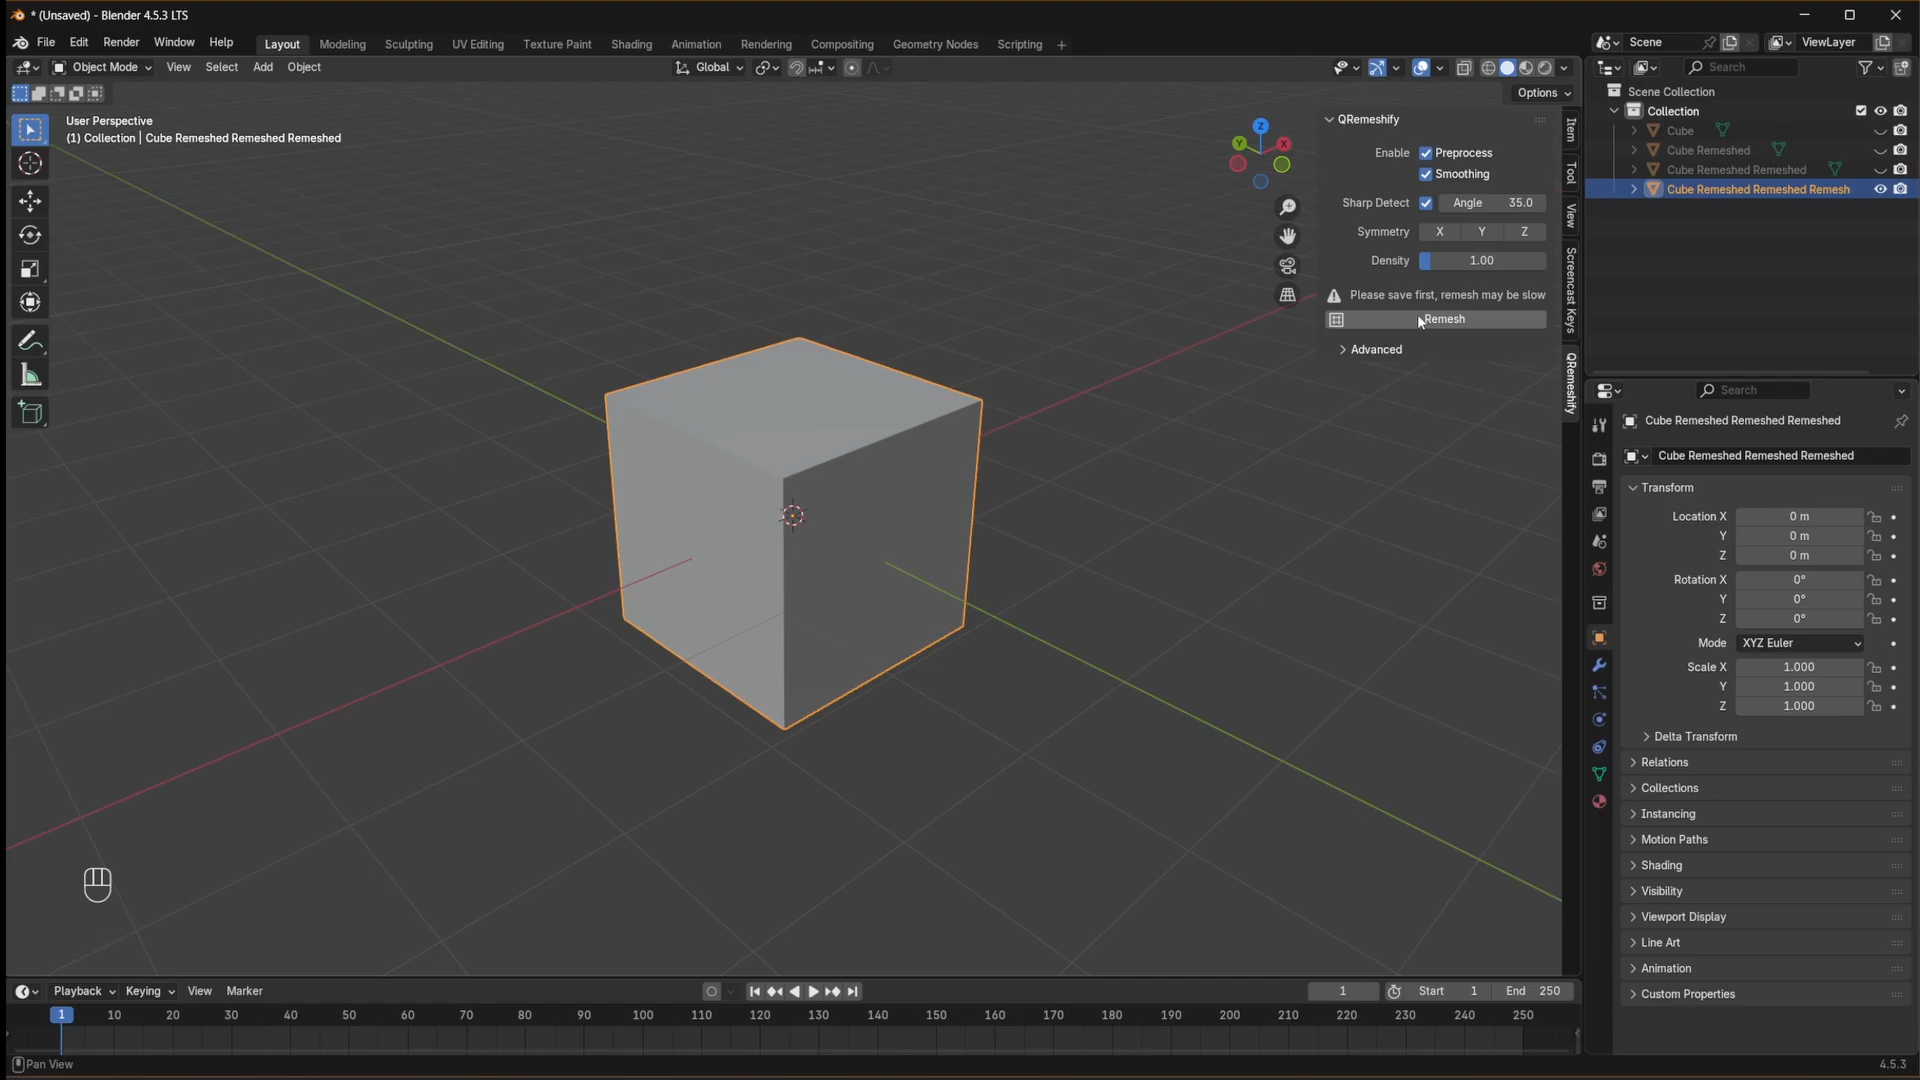 * (Unsaved) - Blender 4.5.3 LTS
File Edit Render Window Help Layout Modeling Sculpting UV Editing Texture Paint Shading Animation Rendering Compositing Geometry Nodes Scripting +
Scene ViewLayer
Object Mode View Select Add Object Global
Search
Options
User Perspective
(1) Collection | Cube Remeshed Remeshed Remeshed
Z
Y X
QRemeshify
Enable Preprocess
Smoothing
Sharp Detect Angle 35.0
Symmetry X Y Z
Density 1.00
Please save first, remesh may be slow
Remesh
Advanced
Item
Tool
View
Screencast Keys
QRemeshify
Scene Collection
Collection
Cube
Cube Remeshed
Cube Remeshed Remeshed
Cube Remeshed Remeshed Remesh
Search
Cube Remeshed Remeshed Remeshed
Cube Remeshed Remeshed Remeshed
Transform
Location X 0 m
Y 0 m
Z 0 m
Rotation X 0°
Y 0°
Z 0°
Mode XYZ Euler
Scale X 1.000
Y 1.000
Z 1.000
Delta Transform
Relations
Collections
Instancing
Motion Paths
Shading
Visibility
Viewport Display
Line Art
Animation
Custom Properties
Playback Keying View Marker 1 Start 1 End 250
1 10 20 30 40 50 60 70 80 90 100 110 120 130 140 150 160 170 180 190 200 210 220 230 240 250
Pan View
4.5.3